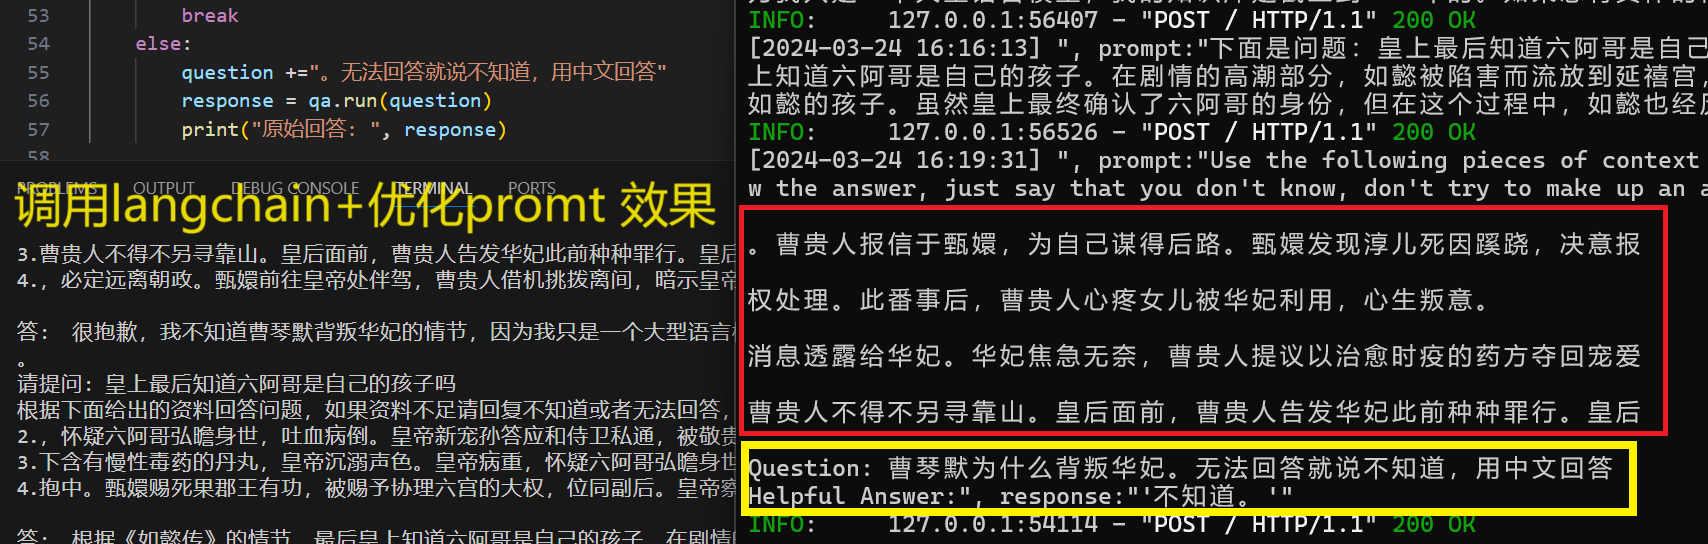 53 break
54 else:
55 question +="。无法回答就说不知道，用中文回答"
56 response = qa.run(question)
57 print("原始回答: ", response)
58
PROBLEMS OUTPUT DEBUG CONSOLE TERMINAL PORTS
调用langchain+优化promt 效果
3.曹贵人不得不另寻靠山。皇后面前，曹贵人告发华妃此前种种罪行。皇后
4.，必定远离朝政。甄嬛前往皇帝处伴驾，曹贵人借机挑拨离间，暗示皇帝
答： 很抱歉，我不知道曹琴默背叛华妃的情节，因为我只是一个大型语言
。
请提问：皇上最后知道六阿哥是自己的孩子吗
根据下面给出的资料回答问题，如果资料不足请回复不知道或者无法回答，
2.，怀疑六阿哥弘曕身世，吐血病倒。皇帝新宠孙答应和侍卫私通，被敬贵
3.下含有慢性毒药的丹丸，皇帝沉溺声色。皇帝病重，怀疑六阿哥弘曕身世
4.抱中。甄嬛赐死果郡王有功，被赐予协理六宫的大权，位同副后。皇帝察
答： 根据《如懿传》的情节，最后皇上知道六阿哥是自己的孩子。在剧情
INFO: 127.0.0.1:56407 - "POST / HTTP/1.1" 200 OK
[2024-03-24 16:16:13] ", prompt:"下面是问题：皇上最后知道六阿哥是自己
上知道六阿哥是自己的孩子。在剧情的高潮部分，如懿被陷害而流放到延禧宫，
如懿的孩子。虽然皇上最终确认了六阿哥的身份，但在这个过程中，如懿也经历
INFO: 127.0.0.1:56526 - "POST / HTTP/1.1" 200 OK
[2024-03-24 16:19:31] ", prompt:"Use the following pieces of context
w the answer, just say that you don't know, don't try to make up an a
。曹贵人报信于甄嬛，为自己谋得后路。甄嬛发现淳儿死因蹊跷，决意报
权处理。此番事后，曹贵人心疼女儿被华妃利用，心生叛意。
消息透露给华妃。华妃焦急无奈，曹贵人提议以治愈时疫的药方夺回宠爱
曹贵人不得不另寻靠山。皇后面前，曹贵人告发华妃此前种种罪行。皇后
Question: 曹琴默为什么背叛华妃。无法回答就说不知道，用中文回答
Helpful Answer:", response:"'不知道。'"
INFO: 127.0.0.1:54114 - "POST / HTTP/1.1" 200 OK